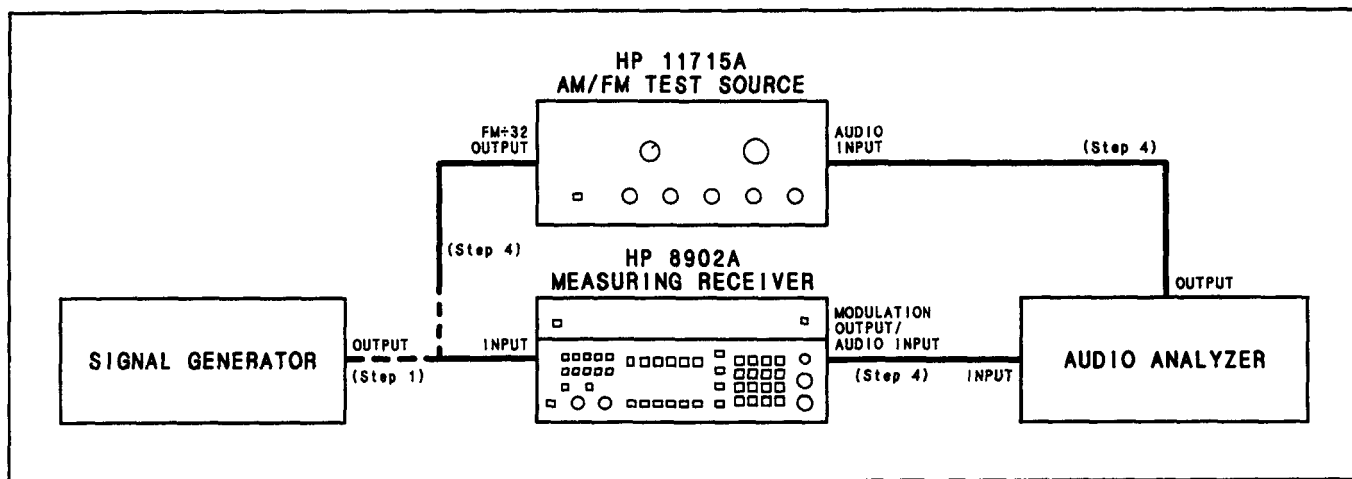 HP 11715A
AM/FM TEST SOURCE
FM÷32
OUTPUT
AUDIO
INPUT
(Step 4)
(Step 4)
HP 8902A
MEASURING RECEIVER
OUTPUT
SIGNAL GENERATOR
OUTPUT
(Step 1)
INPUT
MODULATION
OUTPUT/
AUDIO INPUT
(Step 4)
INPUT
AUDIO ANALYZER